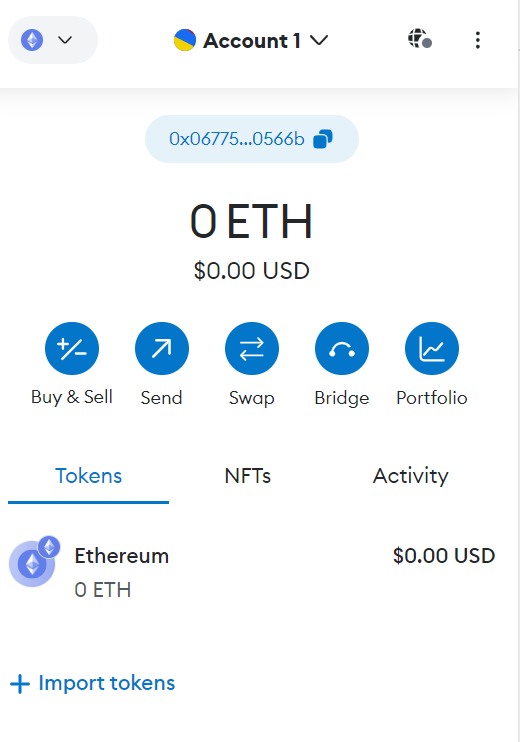 Account 1
0x06775...0566b
0 ETH
$0.00 USD
Buy & Sell Send Swap Bridge Portfolio
Tokens NFTs Activity
Ethereum $0.00 USD
0 ETH
+ Import tokens